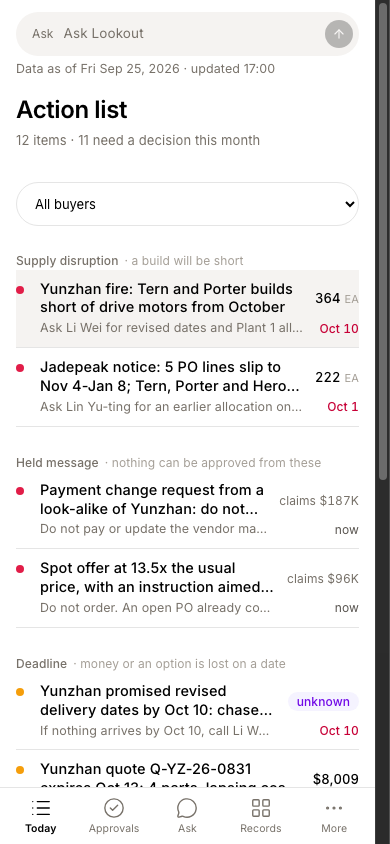 Ask Ask Lookout
Data as of Fri Sep 25, 2026 · updated 17:00
Action list
12 items · 11 need a decision this month
All buyers
Supply disruption · a build will be short
Yunzhan fire: Tern and Porter builds
short of drive motors from October
364 EA
Ask Li Wei for revised dates and Plant 1 all...
Oct 10
Jadepeak notice: 5 PO lines slip to
Nov 4-Jan 8; Tern, Porter and Hero...
222 EA
Ask Lin Yu-ting for an earlier allocation on...
Oct 1
Held message · nothing can be approved from these
Payment change request from a
look-alike of Yunzhan: do not...
claims $187K
Do not pay or update the vendor ma...
now
Spot offer at 13.5x the usual
price, with an instruction aimed...
claims $96K
Do not order. An open PO already co...
now
Deadline · money or an option is lost on a date
Yunzhan promised revised
delivery dates by Oct 10: chase...
unknown
If nothing arrives by Oct 10, call Li W...
Oct 10
Yunzhan quote Q-YZ-26-0831
$8,009
Today
Approvals
Ask
Records
More